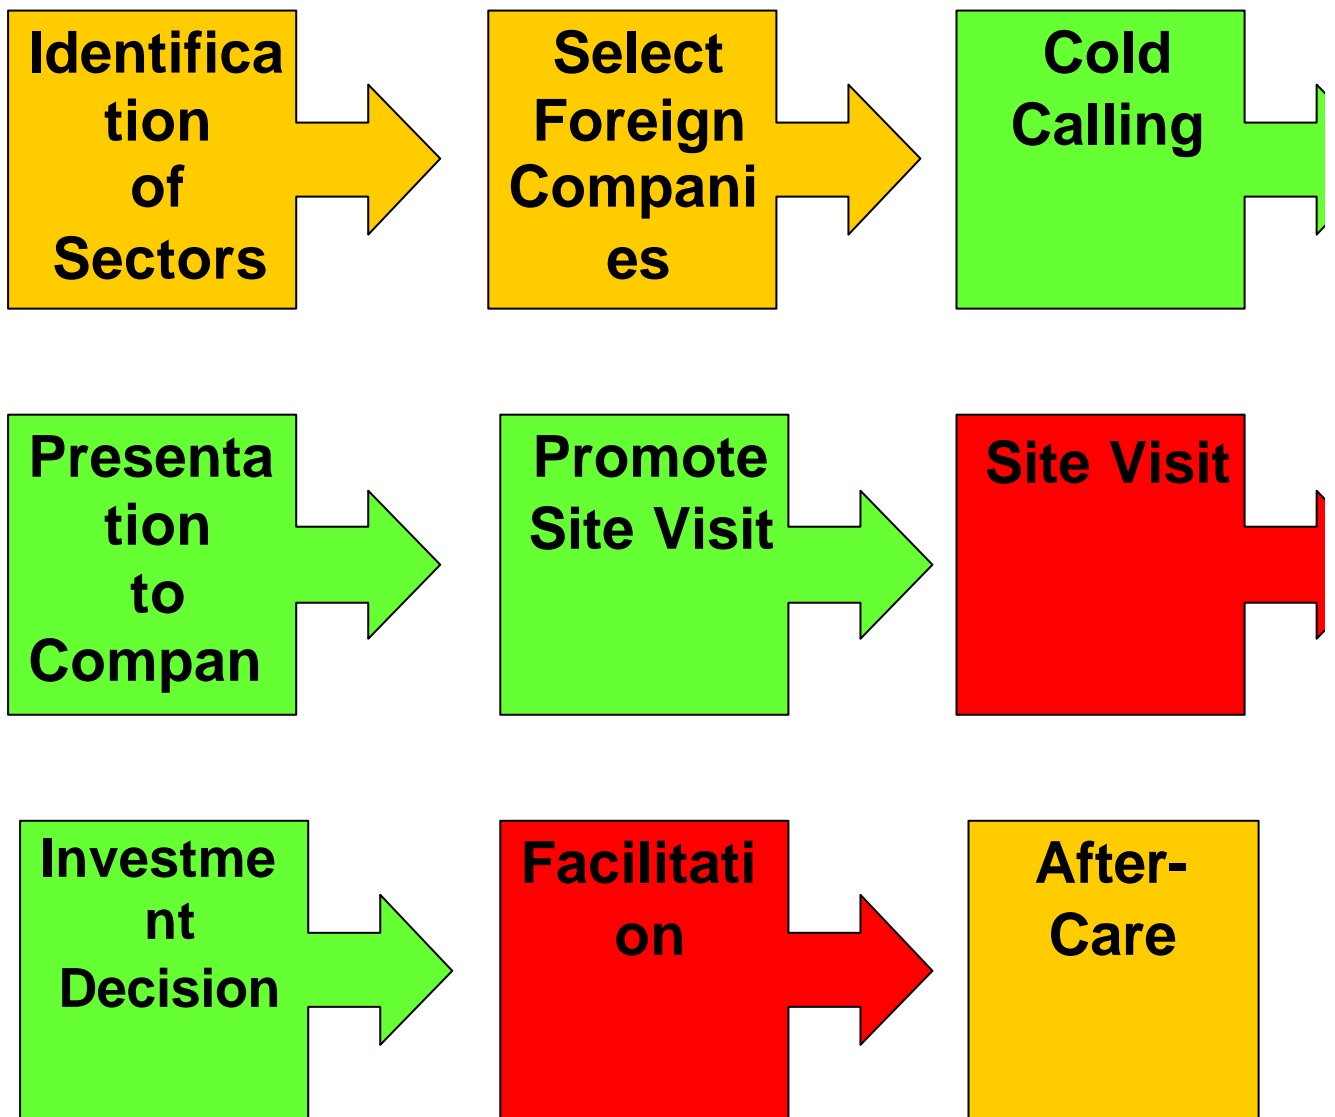 Identifica
tion
of
Sectors
Select
Foreign
Compani
es
Cold
Calling
Presenta
tion
to
Compan
Promote
Site Visit
Site Visit
Investme
nt
Decision
Facilitati
on
After-
Care